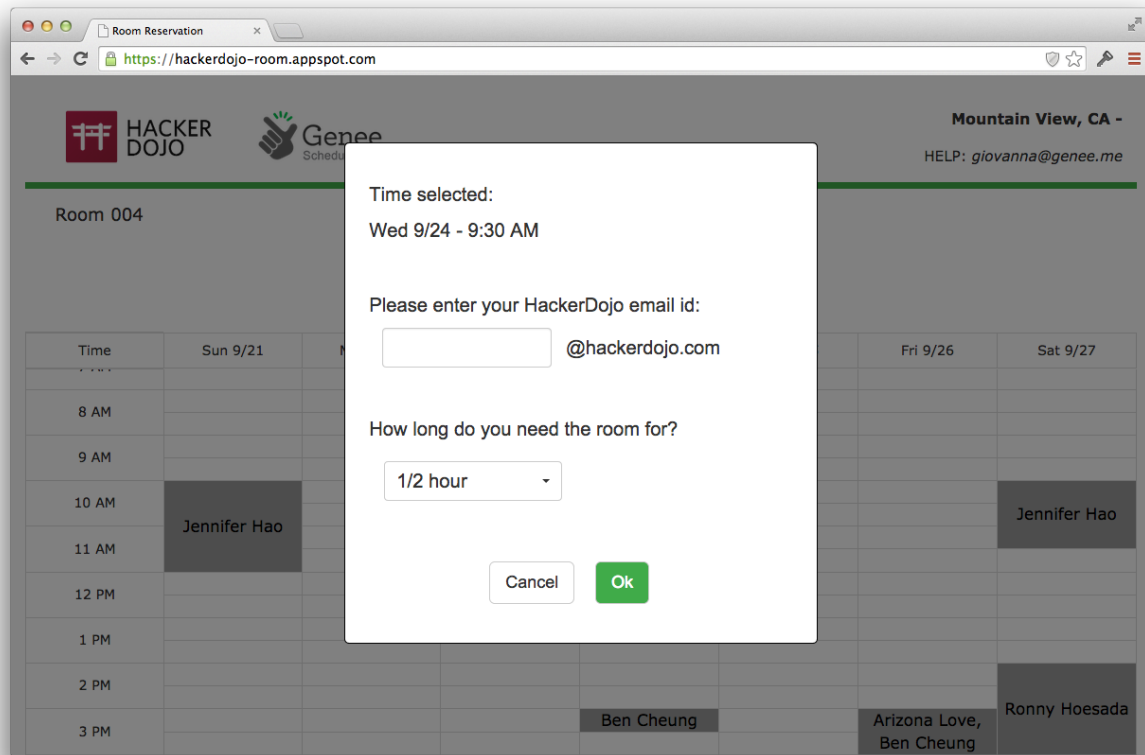 Room Reservation
https://hackerdojo-room.appspot.com
HACKER
DOJO
Genee
Mountain View, CA -
HELP: giovanna@genee.me
Room 004
Time selected:
Wed 9/24 - 9:30 AM
Please enter your HackerDojo email id:
@hackerdojo.com
How long do you need the room for?
1/2 hour
Cancel
Ok
Time
Sun 9/21
Fri 9/26
Sat 9/27
8 AM
9 AM
10 AM
Jennifer Hao
Jennifer Hao
11 AM
12 PM
1 PM
2 PM
Ronny Hoesada
3 PM
Ben Cheung
Arizona Love,
Ben Cheung